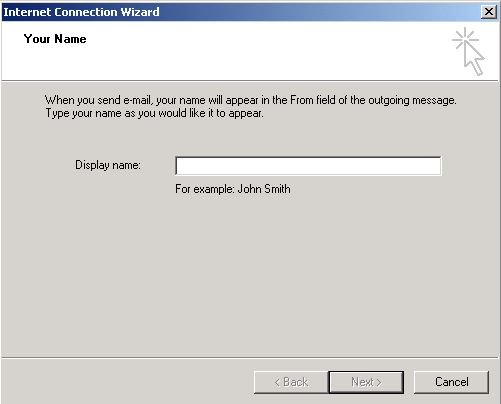 Internet Connection Wizard
Your Name
When you send e-mail, your name will appear in the From field of the outgoing message.
Type your name as you would like it to appear.
Display name:
For example: John Smith
< Back Next > Cancel